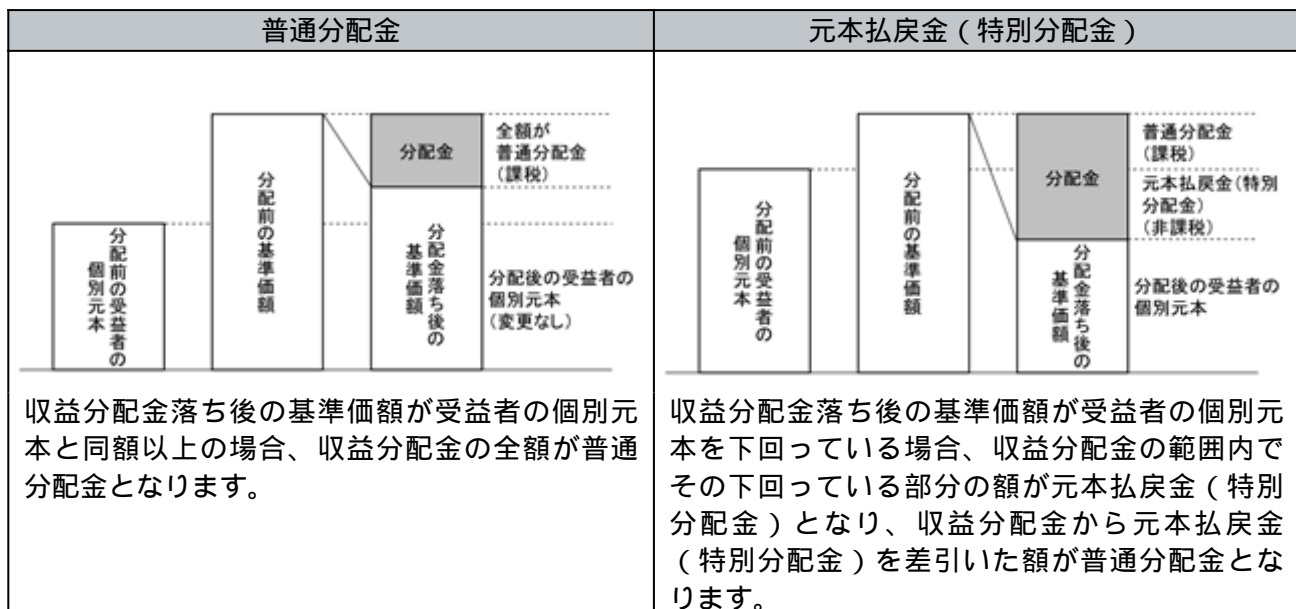 普通分配金
全額が
普通分配金
(課税)
分配金
分配前の受益者の
個別元本
分配前の基準価額
分配金落ち後の
基準価額
分配後の受益者の
個別元本
(変更なし)
収益分配金落ち後の基準価額が受益者の個別元
本と同額以上の場合、収益分配金の全額が普通
分配金となります。
元本払戻金（特別分配金）
普通分配金
(課税)
分配金
元本払戻金(特別
分配金)
(非課税)
分配前の受益者の
個別元本
分配前の基準価額
分配金落ち後の
基準価額
分配後の受益者の
個別元本
収益分配金落ち後の基準価額が受益者の個別元
本を下回っている場合、収益分配金の範囲内で
その下回っている部分の額が元本払戻金（特別
分配金）となり、収益分配金から元本払戻金
（特別分配金）を差引いた額が普通分配金とな
ります。